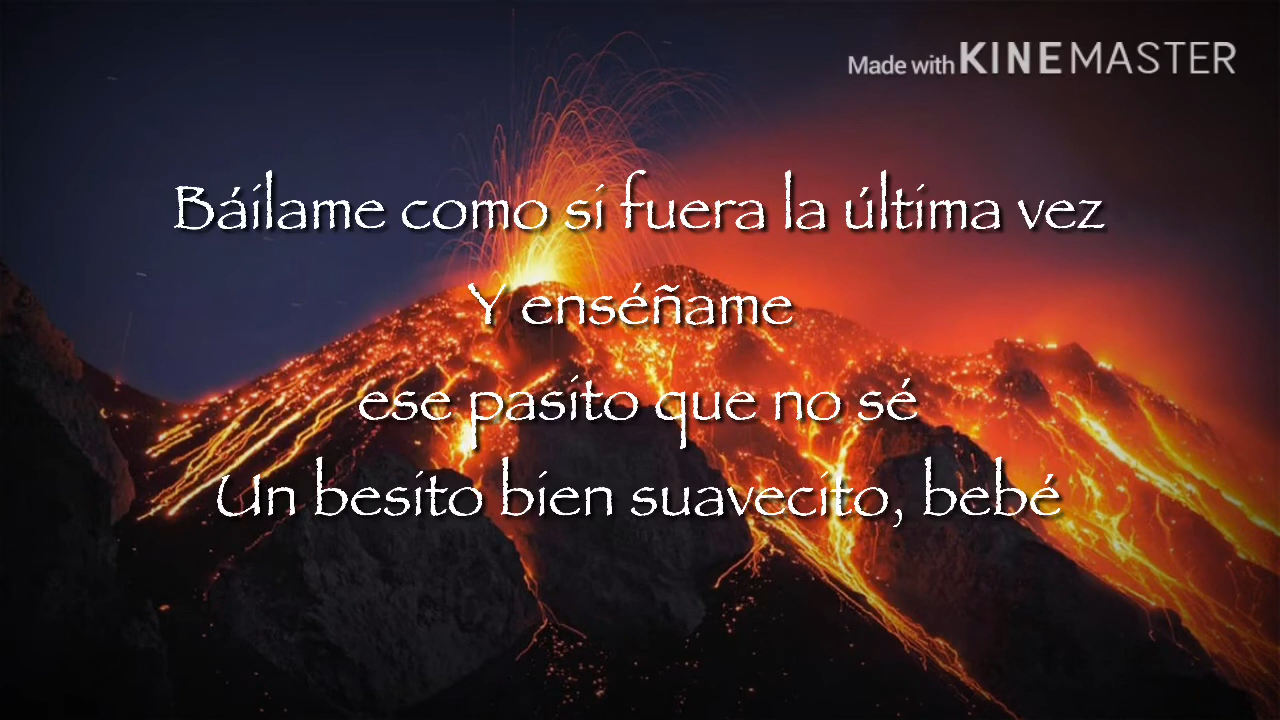 Made with KINEMASTER
Báilame como si fuera la última vez
Y enséñame
ese pasito que no sé
Un besito bien suavecito, bebé